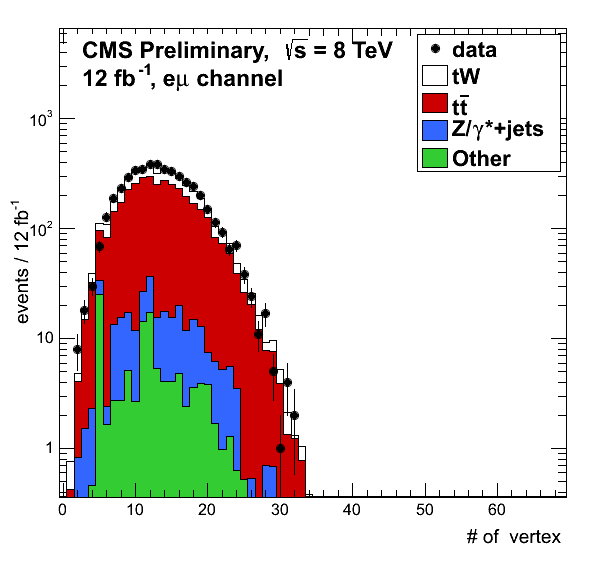 CMS Preliminary, √s = 8 TeV
12 fb⁻¹, eμ channel
data
tW
tt̅
Z/γ*+jets
Other
events / 12 fb⁻¹
10³
10²
10
1
0 10 20 30 40 50 60
# of vertex